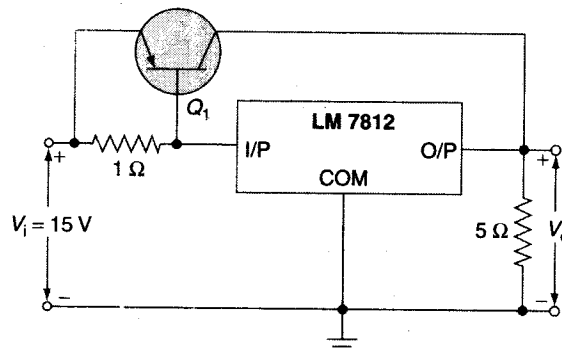 Q1
LM 7812
I/P
O/P
COM
+
1 Ω
+
Vi = 15 V
5 Ω
−
−